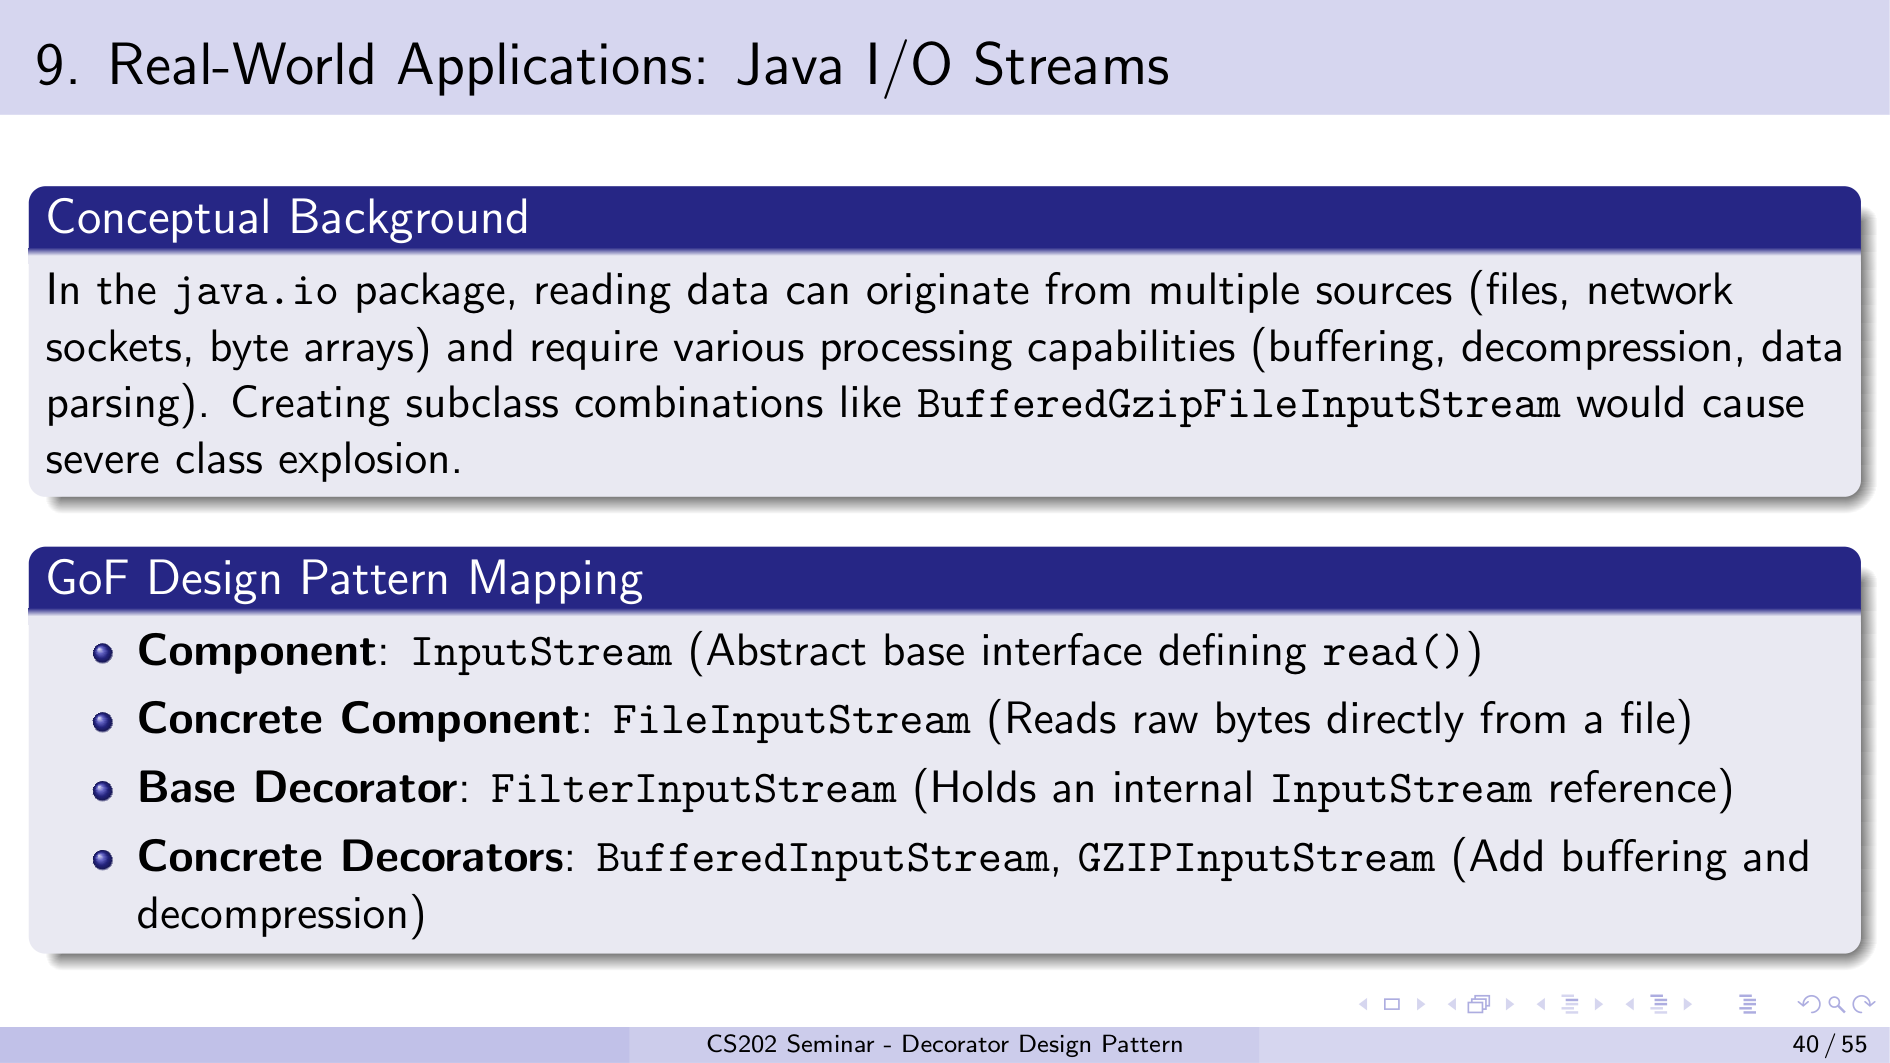 9. Real-World Applications: Java I/O Streams
Conceptual Background
In the java.io package, reading data can originate from multiple sources (files, network
sockets, byte arrays) and require various processing capabilities (buffering, decompression, data
parsing). Creating subclass combinations like BufferedGzipFileInputStream would cause
severe class explosion.
GoF Design Pattern Mapping
Component: InputStream (Abstract base interface defining read())
Concrete Component: FileInputStream (Reads raw bytes directly from a file)
Base Decorator: FilterInputStream (Holds an internal InputStream reference)
Concrete Decorators: BufferedInputStream, GZIPInputStream (Add buffering and
decompression)
CS202 Seminar - Decorator Design Pattern
40 / 55